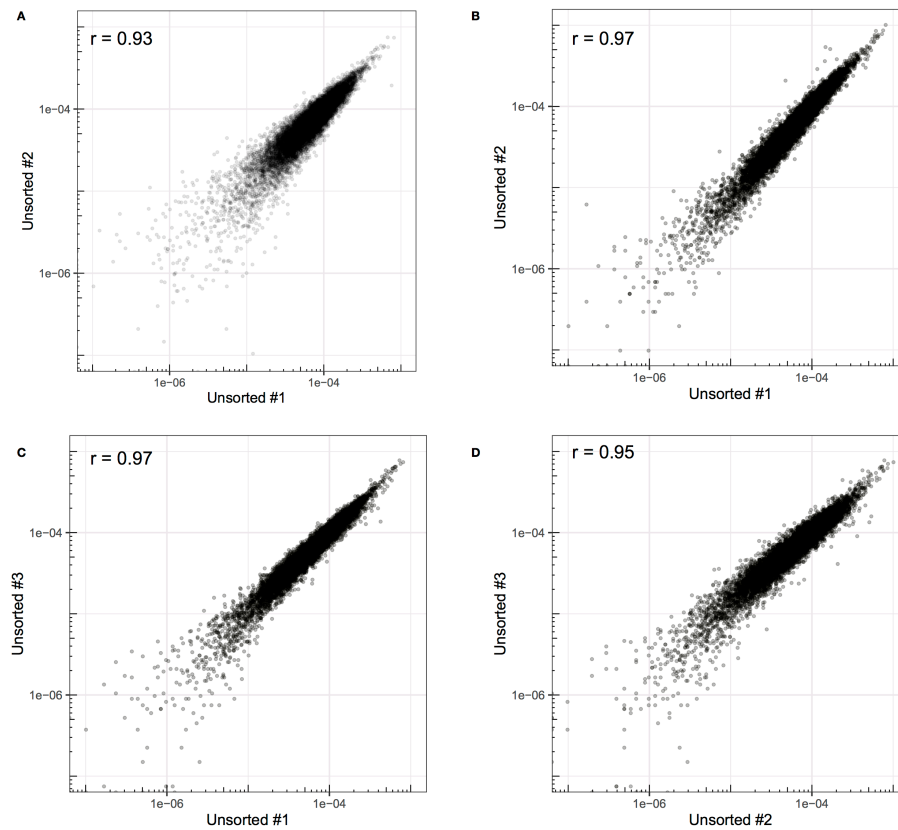 A
r = 0.93
Unsorted #2
1e-04
1e-06
1e-06
1e-04
Unsorted #1
B
r = 0.97
Unsorted #2
1e-04
1e-06
1e-06
1e-04
Unsorted #1
C
r = 0.97
Unsorted #3
1e-04
1e-06
1e-06
1e-04
Unsorted #1
D
r = 0.95
Unsorted #3
1e-04
1e-06
1e-06
1e-04
Unsorted #2